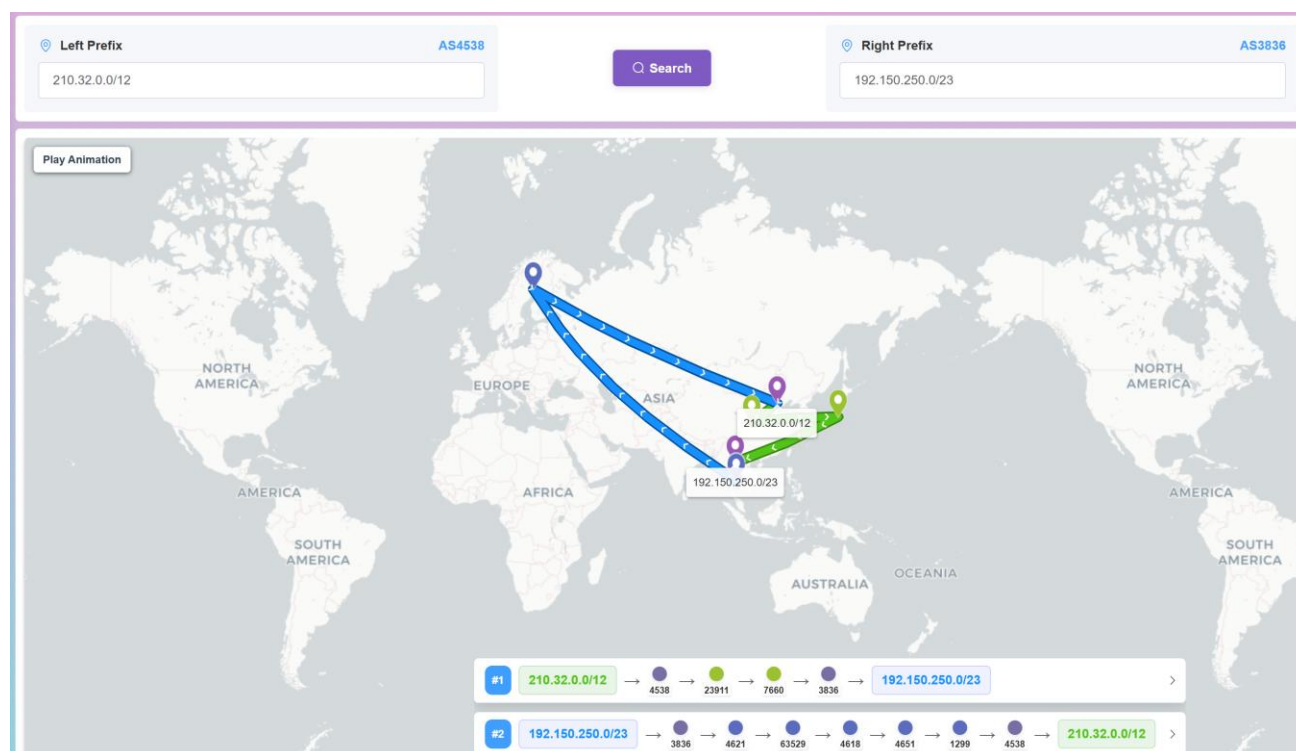 Left Prefix AS4538
210.32.0.0/12
Search
Right Prefix AS3836
192.150.250.0/23
Play Animation
NORTH
AMERICA
EUROPE
ASIA
NORTH
AMERICA
210.32.0.0/12
192.150.250.0/23
AMERICA
AFRICA
AMERICA
SOUTH
AMERICA
OCEANIA
AUSTRALIA
SOUTH
AMERICA
#1 210.32.0.0/12 → 4538 → 23911 → 7660 → 3836 → 192.150.250.0/23 >
#2 192.150.250.0/23 → 3836 → 4621 → 63529 → 4618 → 4651 → 1299 → 4538 → 210.32.0.0/12 >